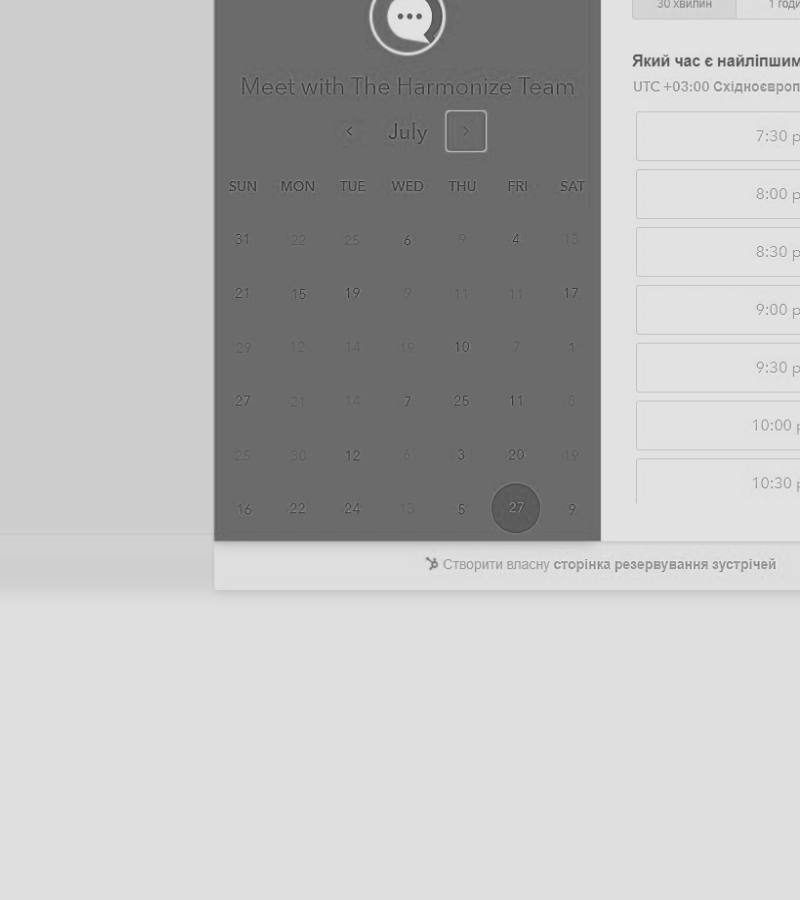 30 хвилин 1 годи
Meet with The Harmonize Team
July
SUN MON TUE WED THU FRI SAT
31 22 25 6 9 4 13
21 15 19 9 11 11 17
29 12 14 19 10 7 1
27 21 14 7 25 11
25 30 12 6 3 20 19
16 22 24 13 5 27 9
Який час є найліпшим
UTC +03:00 Східноєвроп
7:30 p
8:00 p
8:30 p
9:00 p
9:30 p
10:00 p
10:30 p
Створити власну сторінка резервування зустрічей